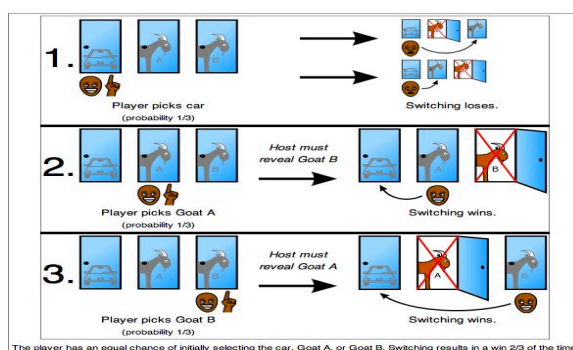 1.
A
B
Player picks car
(probability 1/3)
Switching loses.
2.
A
B
Host must
reveal Goat B
A
B
Player picks Goat A
(probability 1/3)
Switching wins.
3.
A
B
Host must
reveal Goat A
A
B
Player picks Goat B
(probability 1/3)
Switching wins.
The player has an equal chance of initially selecting the car, Goat A, or Goat B. Switching results in a win 2/3 of the time